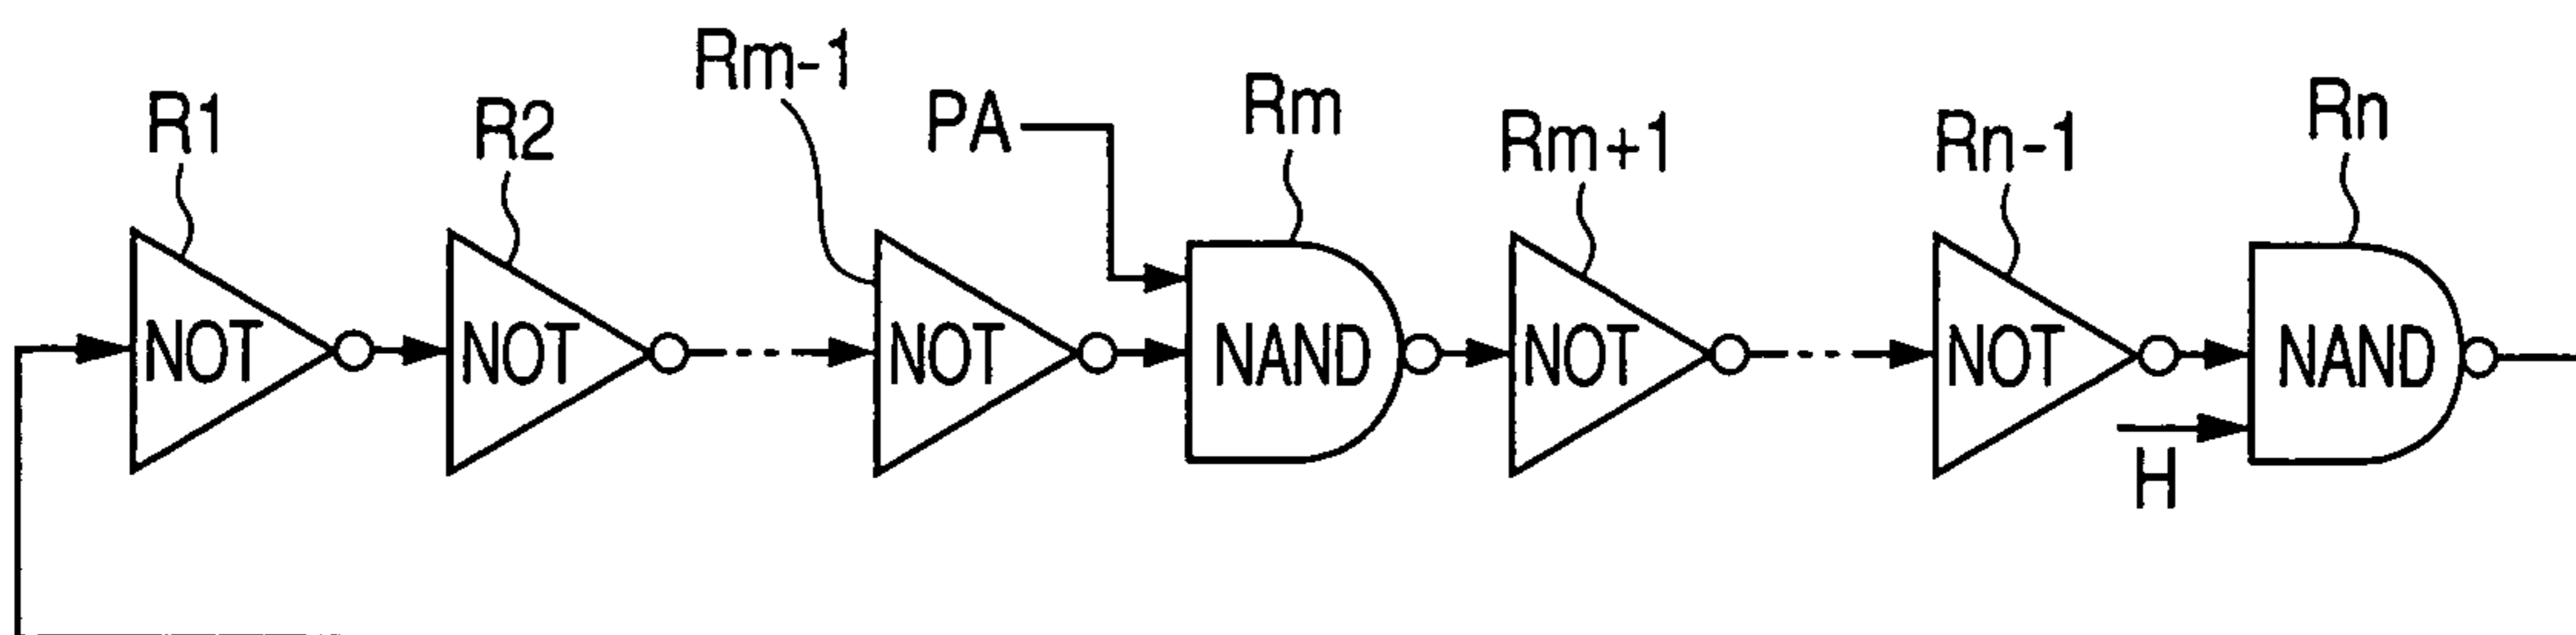 R1
R2
Rm-1
PA
Rm
Rm+1
Rn-1
Rn
NOT
NOT
NOT
NAND
NOT
NOT
NAND
H